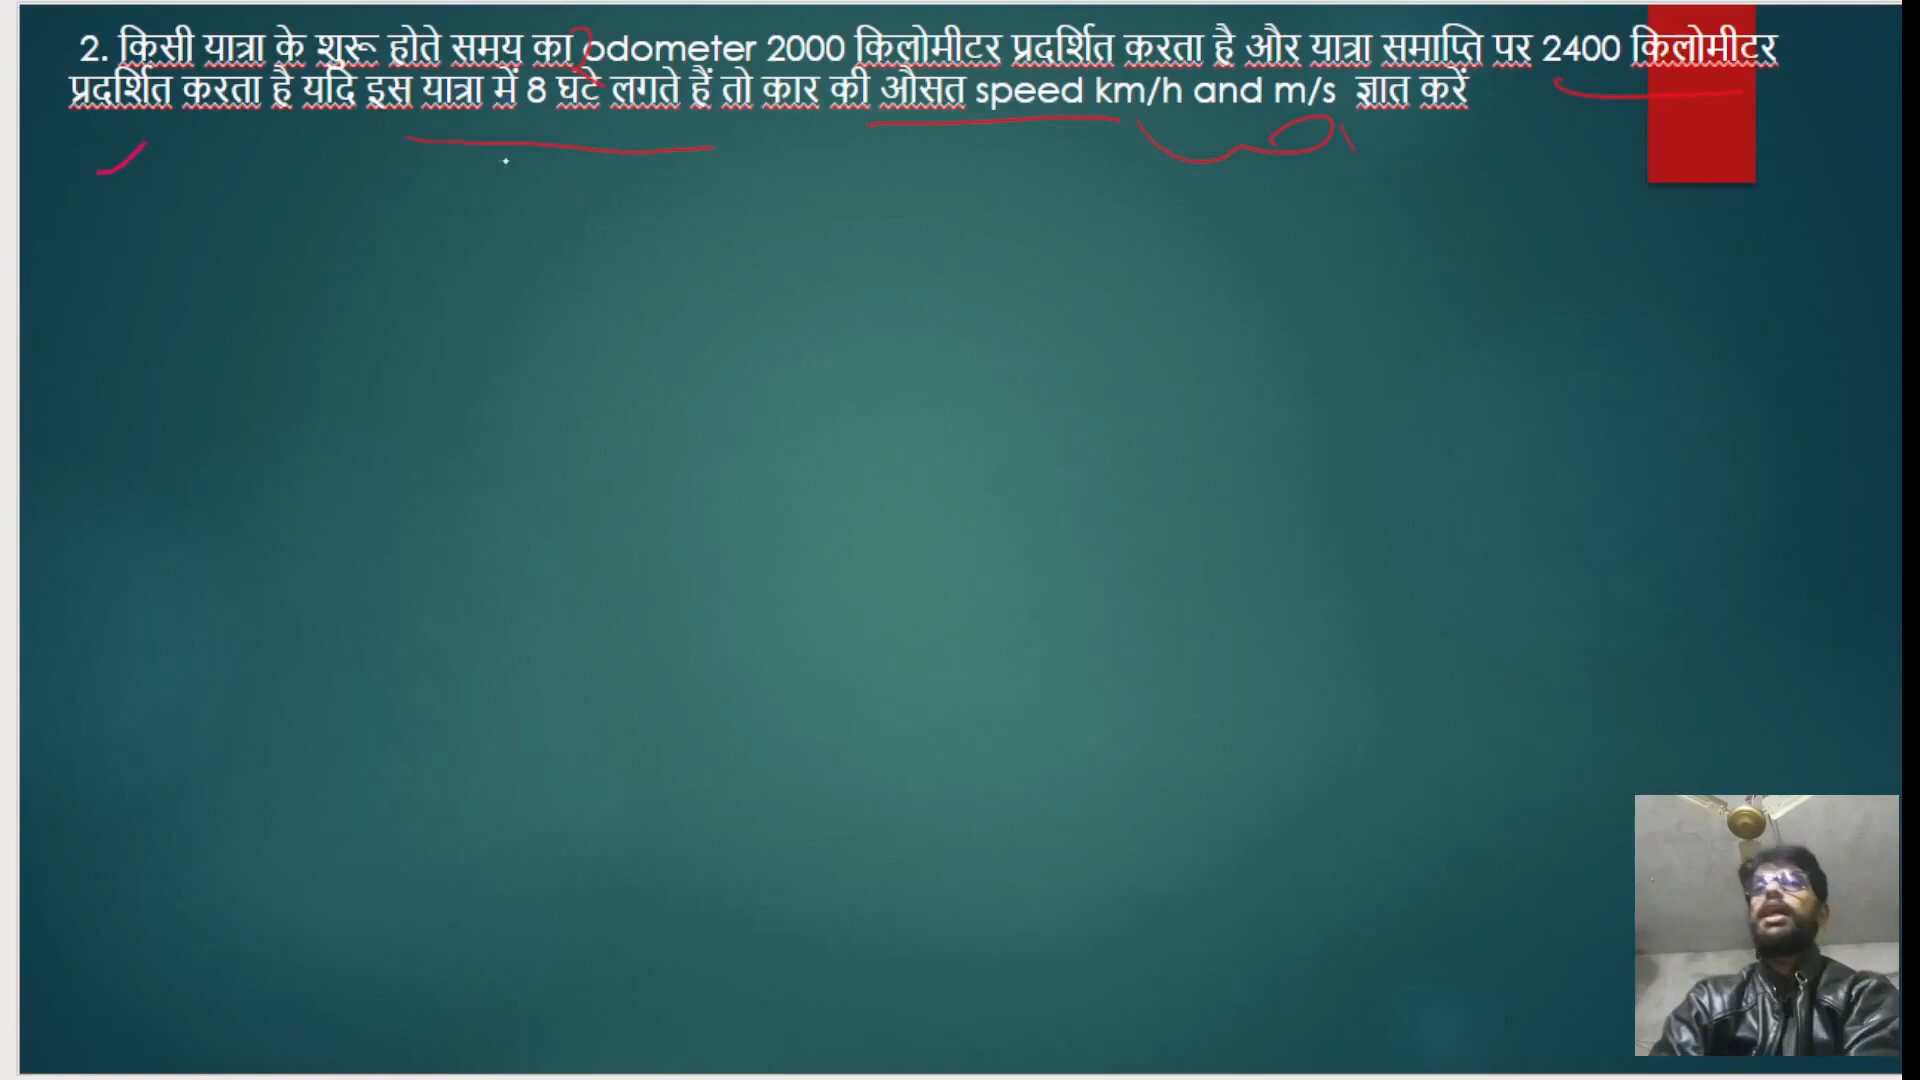 2. किसी यात्रा के शुरू होते समय का odometer 2000 किलोमीटर प्रदर्शित करता है और यात्रा समाप्ति पर 2400 किलोमीटर
प्रदर्शित करता है यदि इस यात्रा में 8 घंटे लगते हैं तो कार की औसत speed km/h and m/s ज्ञात करें